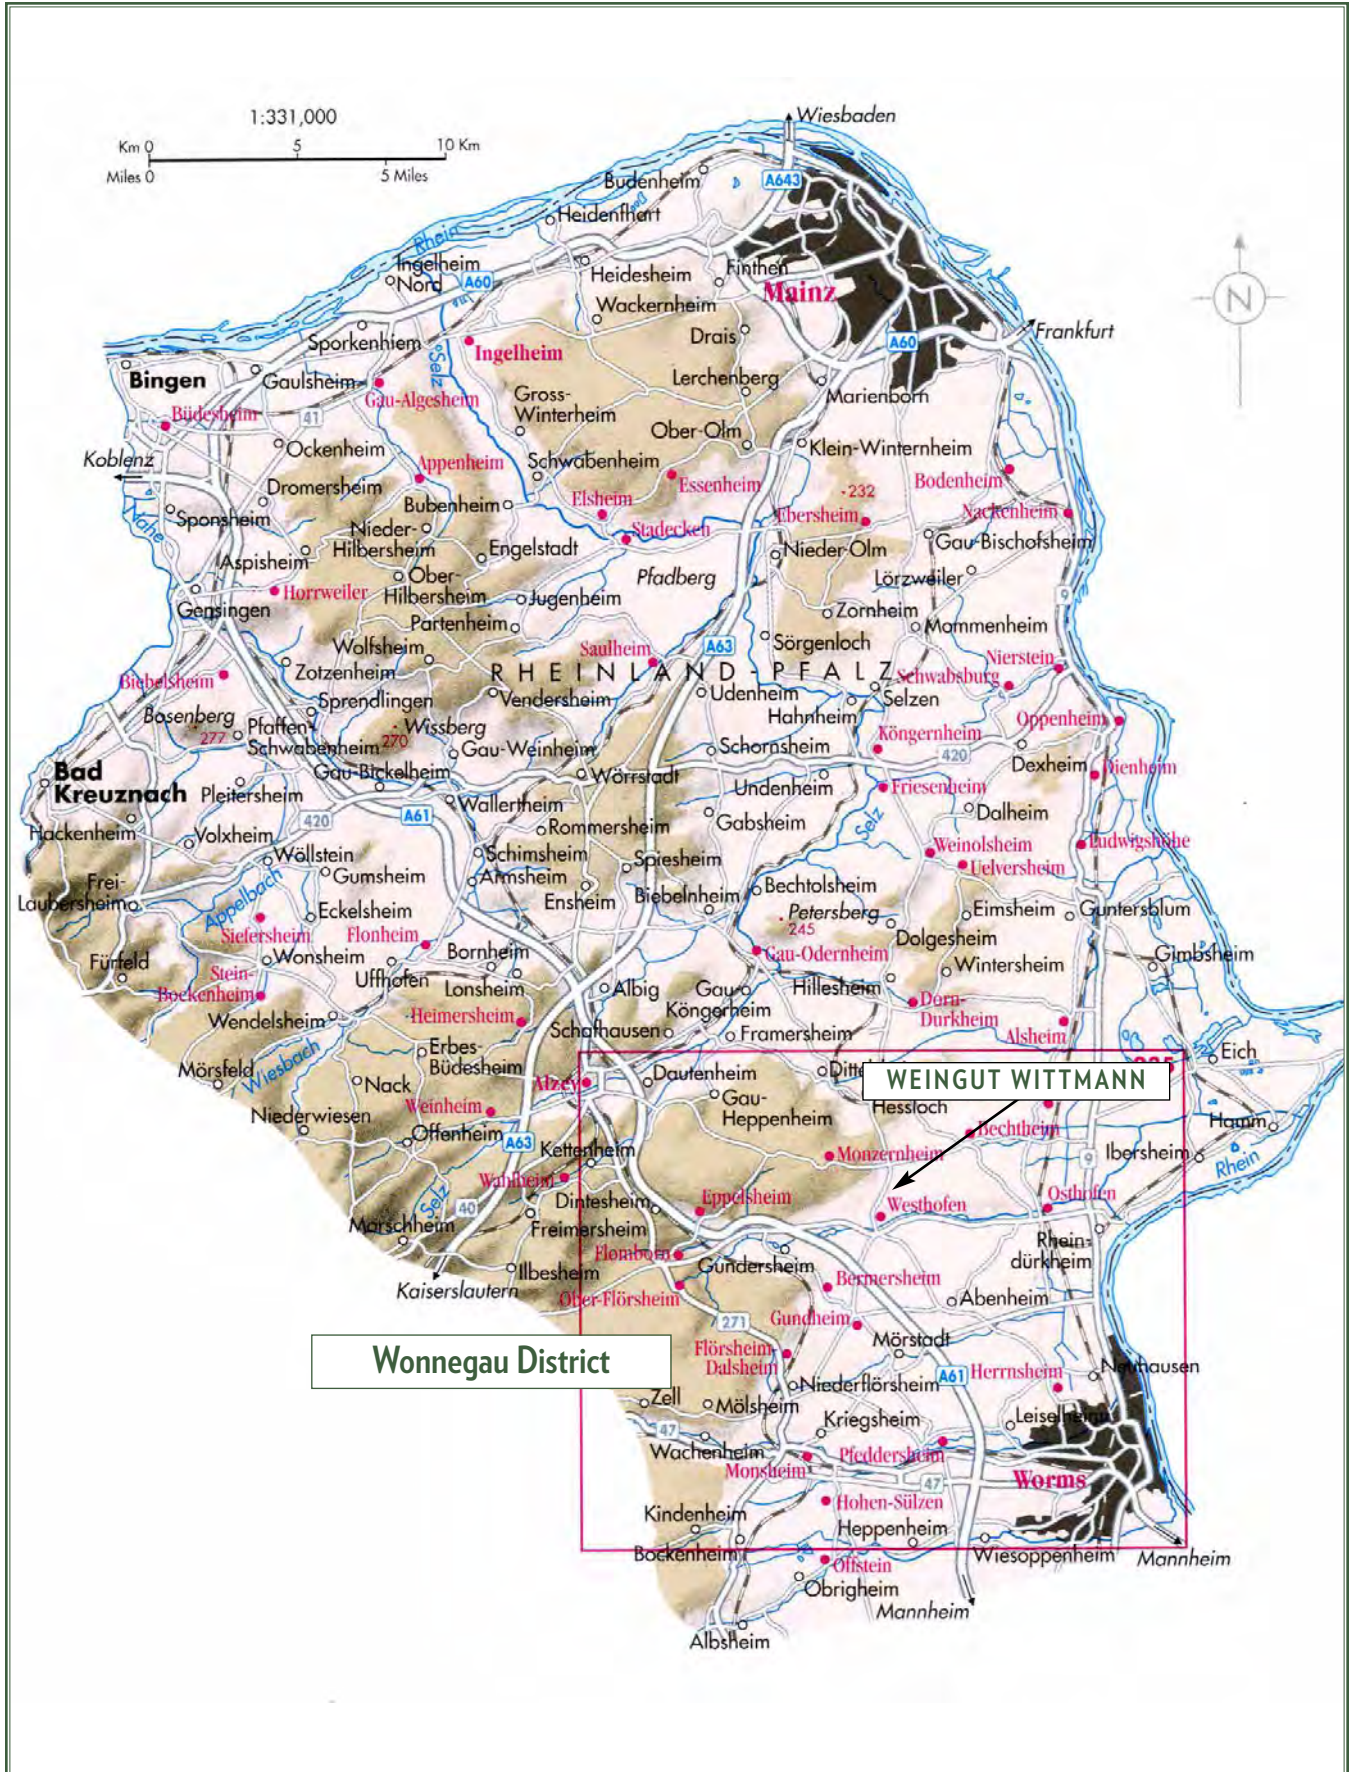 1:331,000
Km 0 5 10 Km
Miles 0 5 Miles
Wiesbaden
A643
Budenheim
Heidenfhart
Rhein
Ingelheim
Nord
A60
Heidesheim
Finthen
Mainz
Wackernheim
N
Sporkenhiem
Selz
Ingelheim
Drais
A60
Frankfurt
Bingen
Gaulsheim
Gau-Algesheim
Lerchenberg
Marienborn
Gross-
Winterheim
Büdesheim
41
Ockenheim
Ober-Olm
Klein-Winternheim
Koblenz
Appenheim
Schwabenheim
Essenheim
Bodenheim
Dromersheim
Bubenheim
Elsheim
232
Nahe
Sponsheim
Nieder-
Hilbersheim
Stadecken
Ebersheim
Nackenheim
Aspisheim
Engelstadt
Nieder-Olm
Gau-Bischofsheim
Ober-
Hilbersheim
Pfadberg
Lörzweiler
Horrweiler
Gensingen
Jugenheim
Zornheim
9
Partenheim
Mommenheim
Wolfsheim
Saulheim
A63
Sörgenloch
Zotzenheim
RHEINLAND-PFALZ
Nierstein
Schwabsburg
Biebelsheim
Sprendlingen
Vendersheim
Udenheim
Selzen
Bosenberg
277
Pfaffen-
Schwabenheim
Wissberg
270
Hahnheim
Oppenheim
Gau-Weinheim
Schornsheim
Köngernheim
420
Dexheim
Dienheim
Bad
Kreuznach
Gau-Bickelheim
Wörrstadt
Undenheim
Friesenheim
Pleitersheim
Wallertheim
Dalheim
Hackenheim
Volxheim
420
A61
Rommersheim
Gabsheim
Selz
Weinolsheim
Ludwigshöhe
Wöllstein
Schimsheim
Spiesheim
Uelversheim
Gumsheim
Armsheim
Frei-
Laubersheim
Appelbach
Ensheim
Biebelnheim
Bechtolsheim
Eckelsheim
Petersberg
245
Eimsheim
Guntersblum
Siefersheim
Flonheim
Dolgesheim
Fürfeld
Wonsheim
Bornheim
Gau-Odernheim
Wintersheim
Gimbsheim
Stein-
Bockenheim
Uffhofen
Lonsheim
Albig
Gau-
Köngerheim
Hillesheim
Dorn-
Durkheim
Wendelsheim
Heimersheim
Schafhausen
Framersheim
Alsheim
Wiesbach
Erbes-
Büdesheim
Eich
Mörsfeld
Nack
Alzey
Dautenheim
WEINGUT WITTMANN
Gau-
Heppenheim
Hessloch
Niederwiesen
Weinheim
Bechtheim
Hamm
Offenheim
A63
Kettenheim
Monzernheim
9
Ibersheim
Rhein
Wahlheim
Selz
40
Dintesheim
Eppelsheim
Westhofen
Osthofen
Morschheim
Freimersheim
Rhein-
dürkheim
Flomborn
Gundersheim
Kaiserslautern
Ilbesheim
Ober-Flörsheim
Bermersheim
Abenheim
271
Gundheim
Wonnegau District
Flörsheim-
Dalsheim
Mörstadt
A61
Herrnsheim
Neuhausen
Niederflörsheim
Zell
Mölsheim
Kriegsheim
Leiselheim
47
Wachenheim
Pfeddersheim
Monsheim
47
Worms
Hohen-Sülzen
Kindenheim
Heppenheim
Bockenheim
Wiesoppenheim
Mannheim
Offstein
Obrigheim
Mannheim
Albsheim